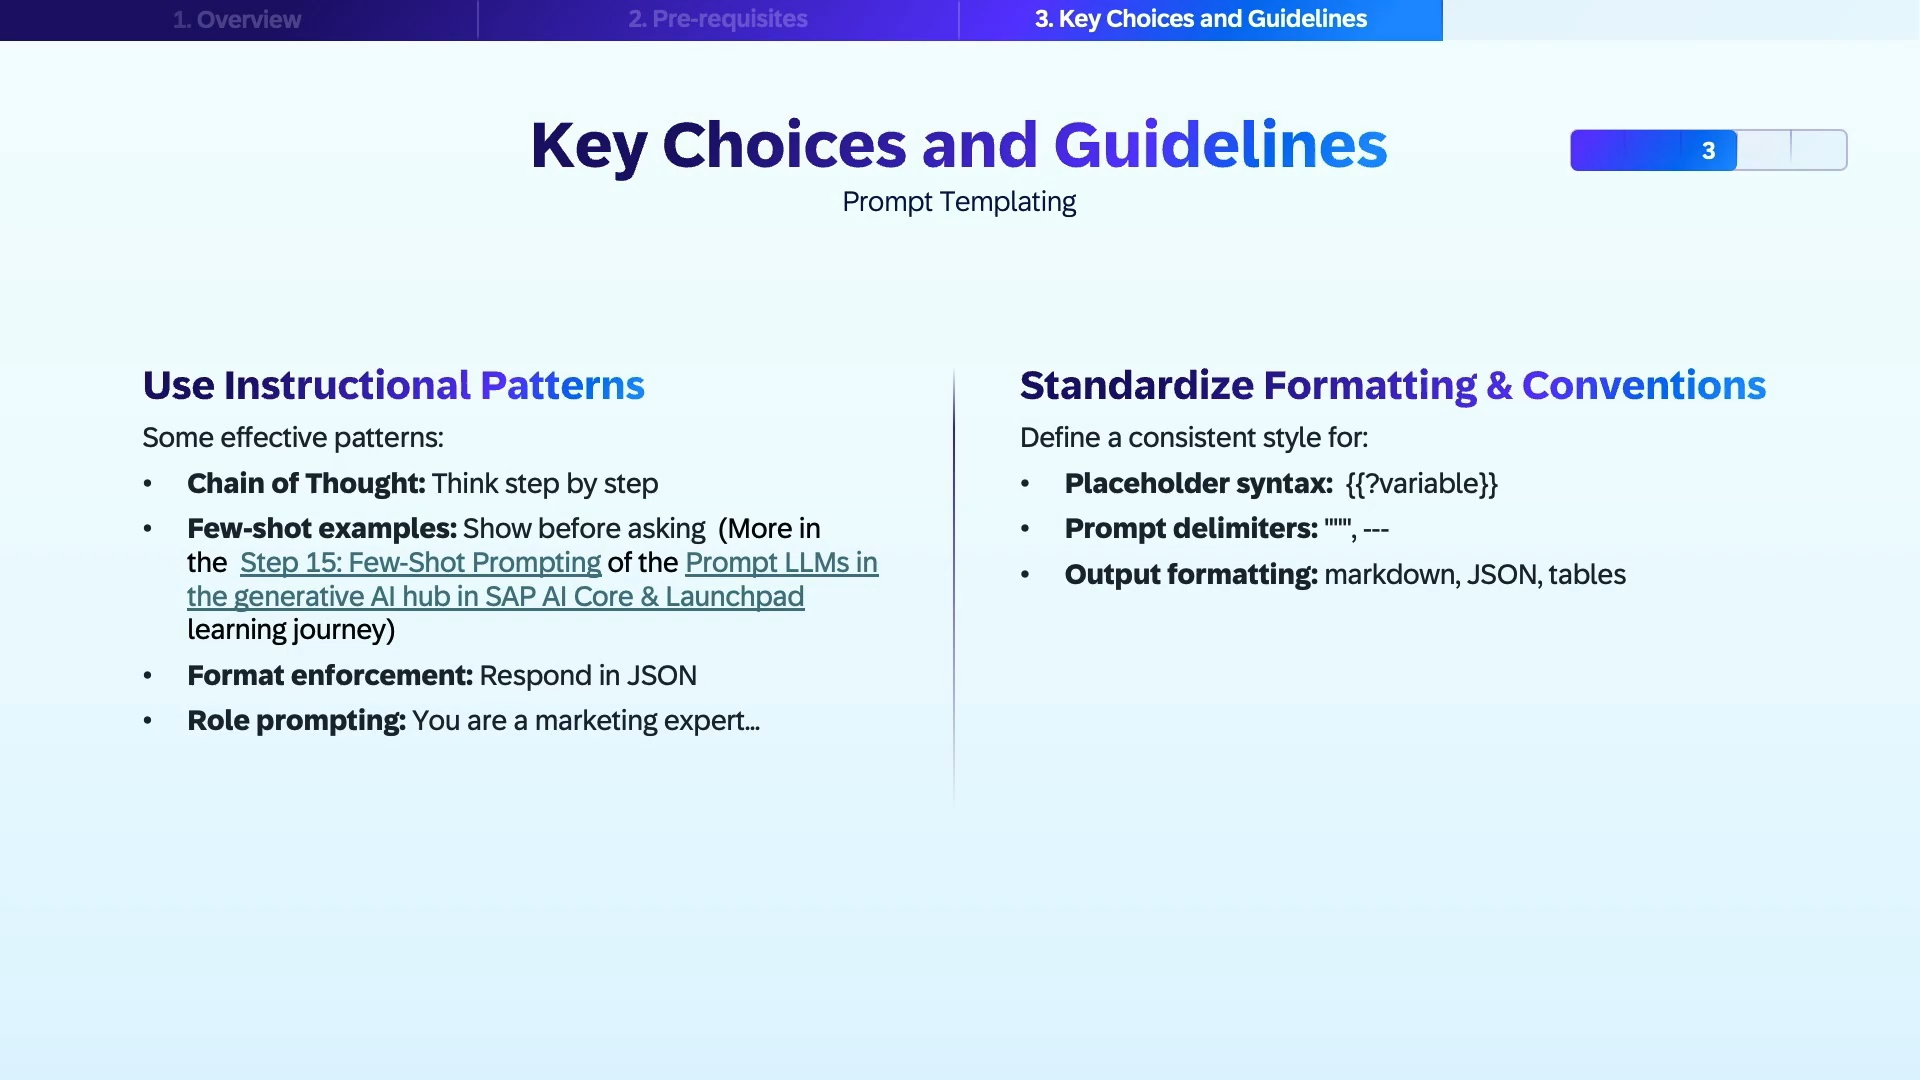 1. Overview
2. Pre-requisites
3. Key Choices and Guidelines
Key Choices and Guidelines
3
Prompt Templating
Use Instructional Patterns
Some effective patterns:
• Chain of Thought: Think step by step
• Few-shot examples: Show before asking (More in
the Step 15: Few-Shot Prompting of the Prompt LLMs in
the generative AI hub in SAP AI Core & Launchpad
learning journey)
• Format enforcement: Respond in JSON
• Role prompting: You are a marketing expert...
Standardize Formatting & Conventions
Define a consistent style for:
• Placeholder syntax: {{?variable}}
• Prompt delimiters: """, ---
• Output formatting: markdown, JSON, tables